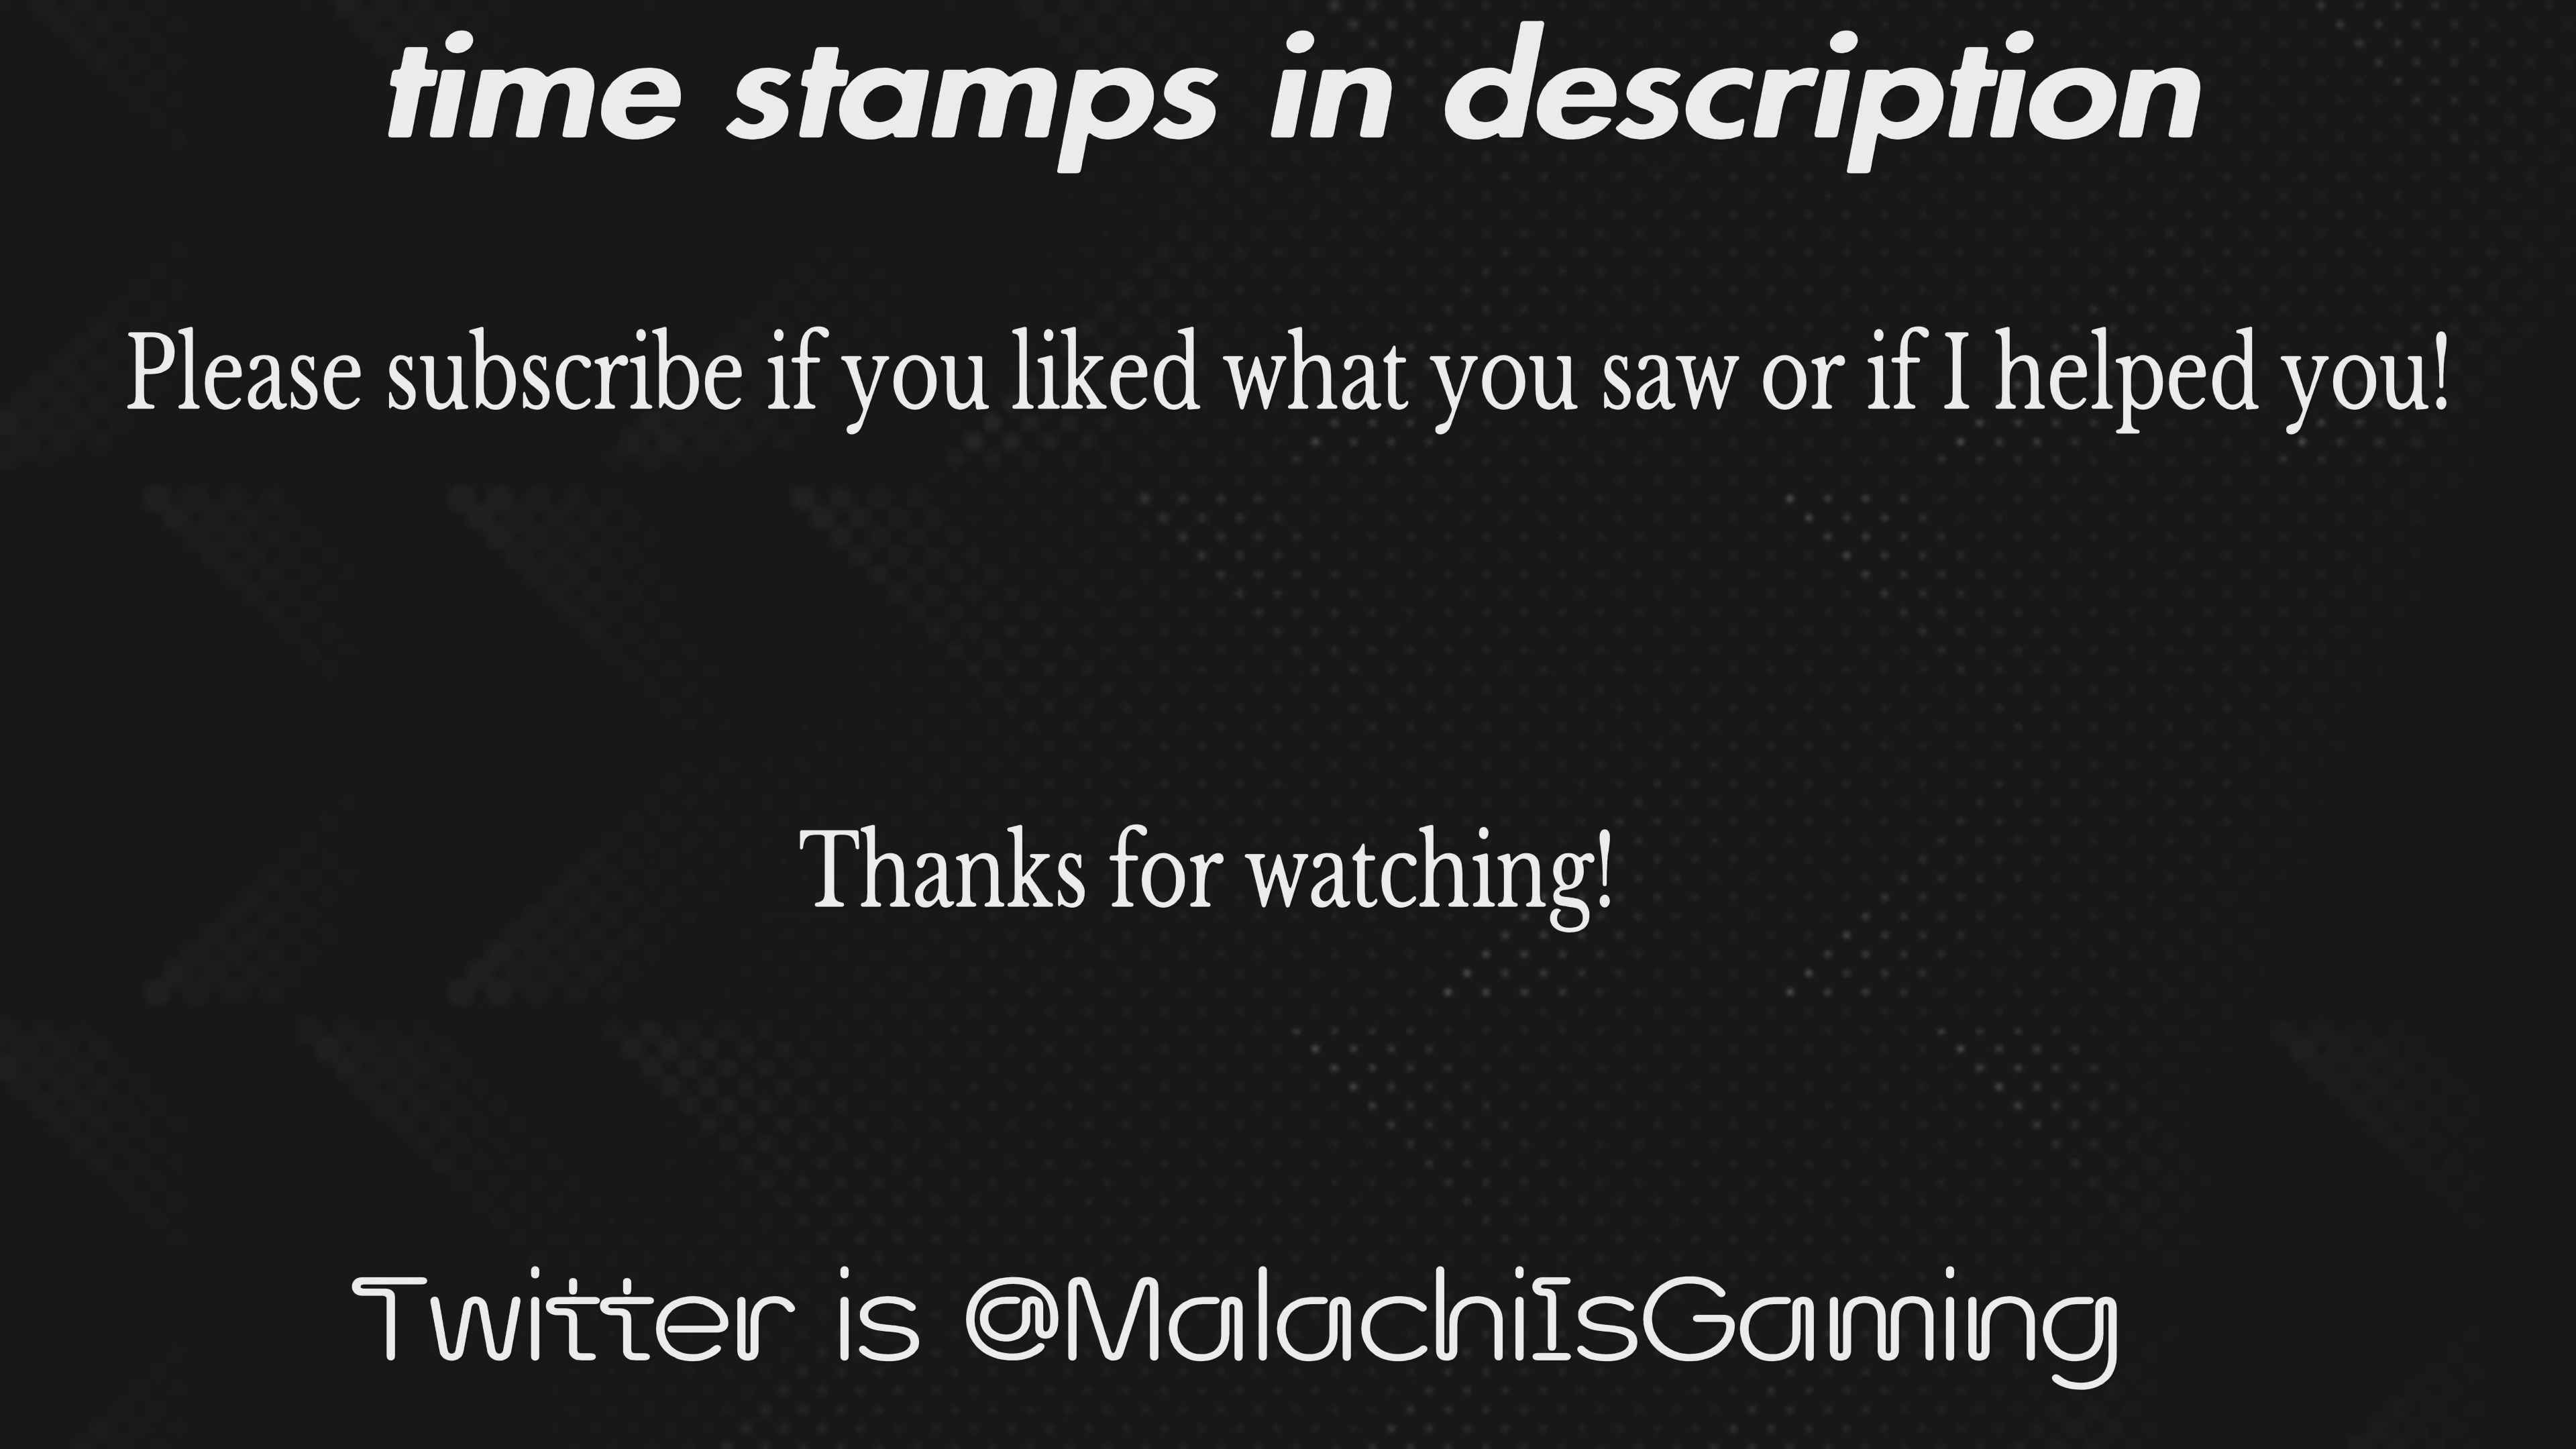 time stamps in description
Please subscribe if you liked what you saw or if I helped you!
Thanks for watching!
Twitter is @MalachiIsGaming